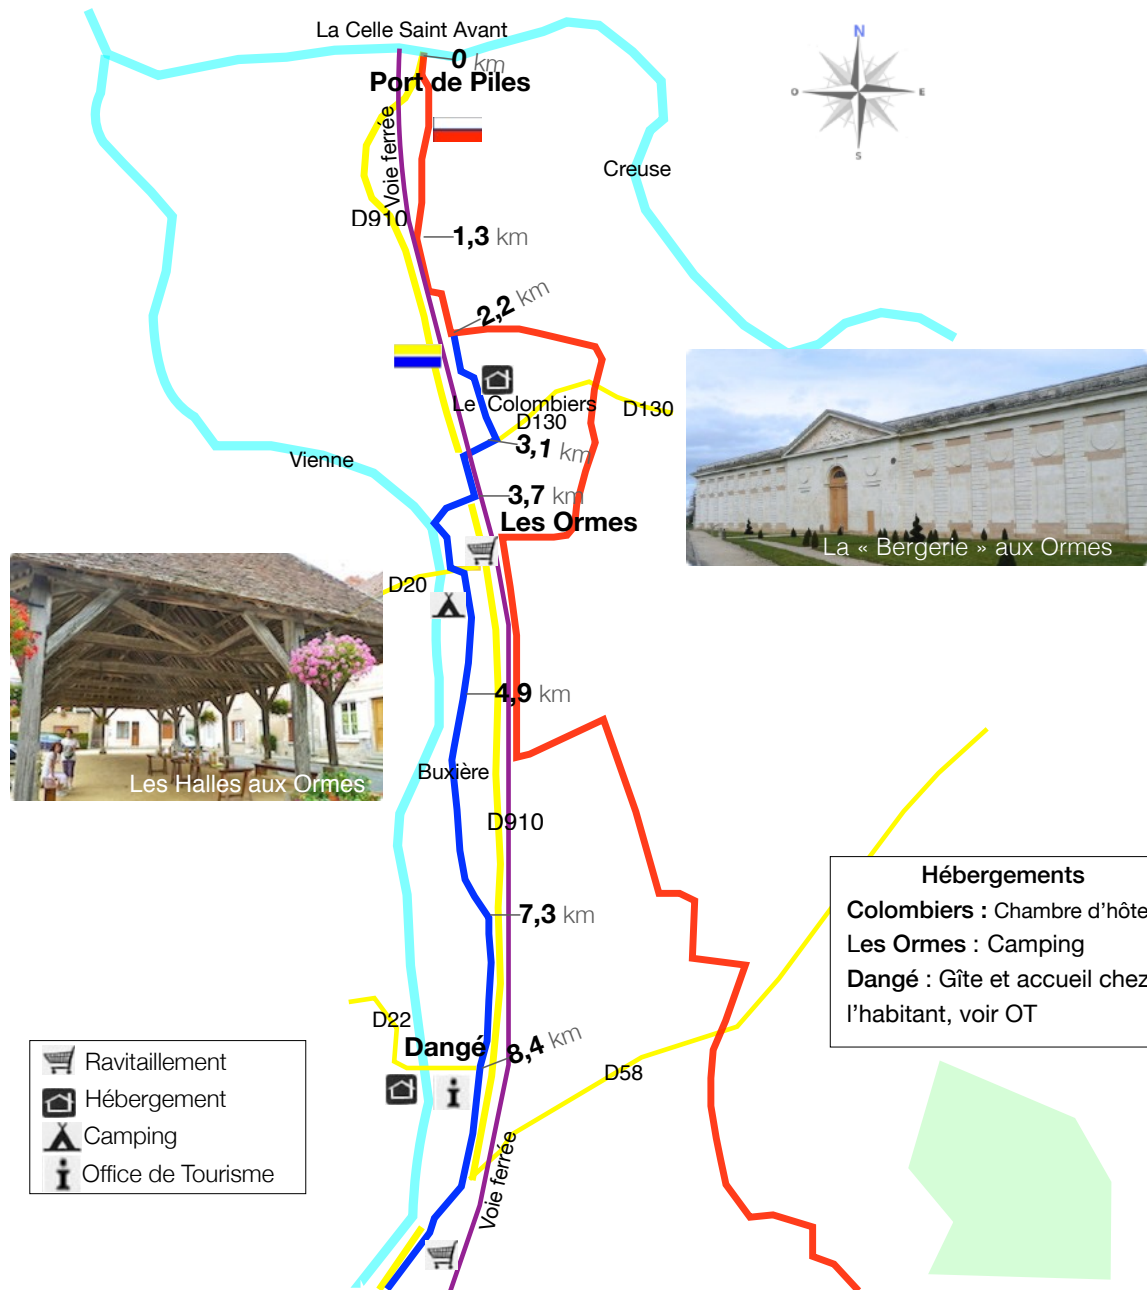 La Celle Saint Avant
0 km
Port de Piles
N
O
E
S
Voie ferrée
Creuse
D910
1,3 km
2,2 km
Le Colombiers
D130
D130
3,1 km
Vienne
3,7 km
Les Ormes
La « Bergerie » aux Ormes
D20
4,9 km
Buxière
Les Halles aux Ormes
D910
Hébergements
Colombiers : Chambre d'hôte
Les Ormes : Camping
Dangé : Gîte et accueil chez
l'habitant, voir OT
7,3 km
D22
Dangé
8,4 km
D58
Ravitaillement
Hébergement
Camping
Office de Tourisme
Voie ferrée